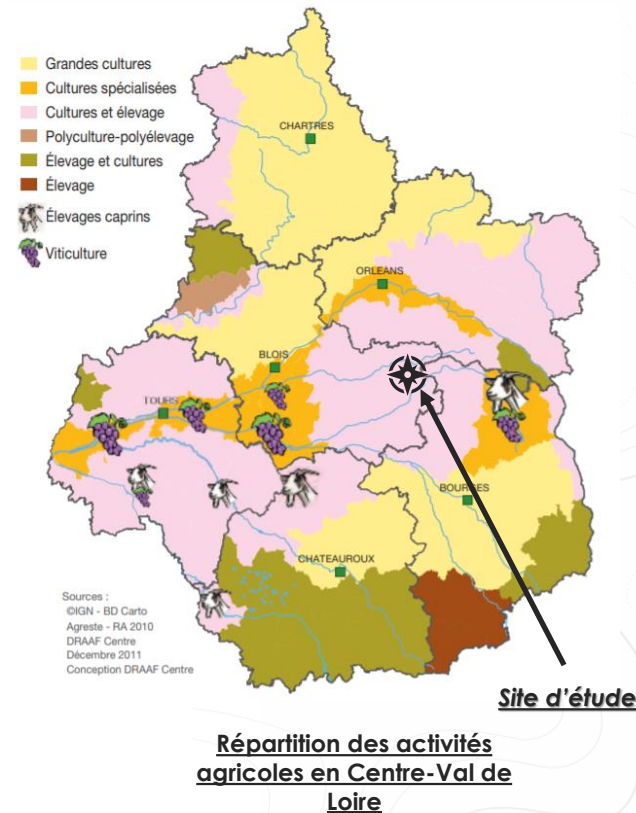 Grandes cultures
Cultures spécialisées
Cultures et élevage
Polyculture-polyélevage
Élevage et cultures
Élevage
Élevages caprins
Viticulture
CHARTRES
ORLEANS
BLOIS
TOURS
BOURGES
CHATEAUROUX
Sources :
©IGN - BD Carto
Agreste - RA 2010
DRAAF Centre
Décembre 2011
Conception DRAAF Centre
Site d'étude
Répartition des activités
agricoles en Centre-Val de
Loire